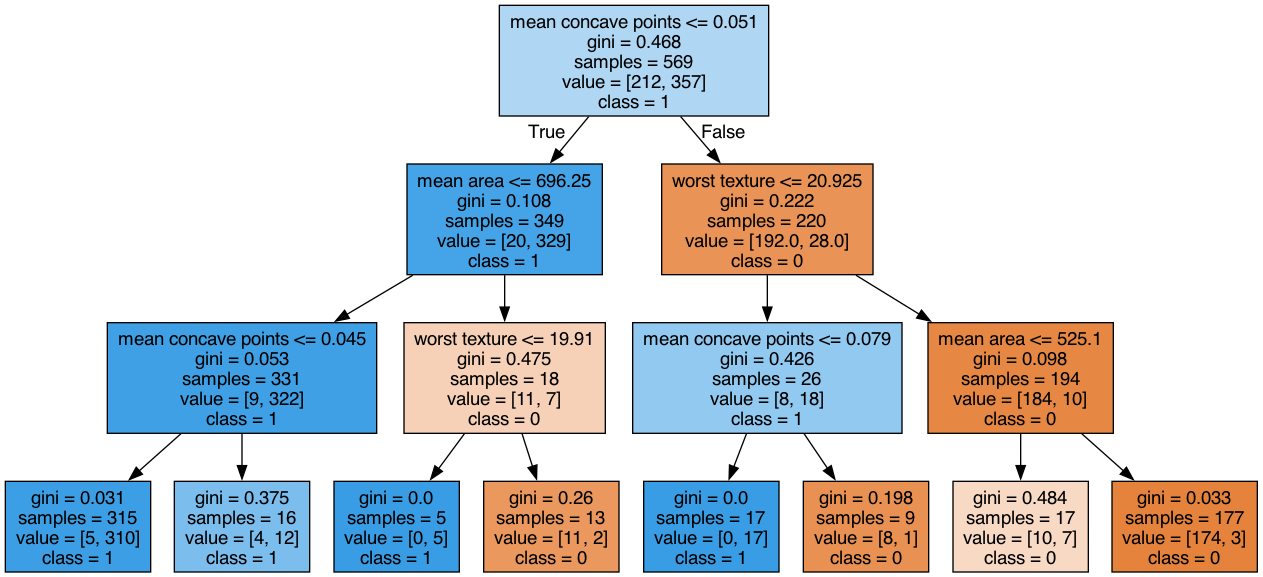 mean concave points <= 0.051
gini = 0.468
samples = 569
value = [212, 357]
class = 1
True
False
mean area <= 696.25
gini = 0.108
samples = 349
value = [20, 329]
class = 1
worst texture <= 20.925
gini = 0.222
samples = 220
value = [192.0, 28.0]
class = 0
mean concave points <= 0.045
gini = 0.053
samples = 331
value = [9, 322]
class = 1
worst texture <= 19.91
gini = 0.475
samples = 18
value = [11, 7]
class = 0
mean concave points <= 0.079
gini = 0.426
samples = 26
value = [8, 18]
class = 1
mean area <= 525.1
gini = 0.098
samples = 194
value = [184, 10]
class = 0
gini = 0.031
samples = 315
value = [5, 310]
class = 1
gini = 0.375
samples = 16
value = [4, 12]
class = 1
gini = 0.0
samples = 5
value = [0, 5]
class = 1
gini = 0.26
samples = 13
value = [11, 2]
class = 0
gini = 0.0
samples = 17
value = [0, 17]
class = 1
gini = 0.198
samples = 9
value = [8, 1]
class = 0
gini = 0.484
samples = 17
value = [10, 7]
class = 0
gini = 0.033
samples = 177
value = [174, 3]
class = 0